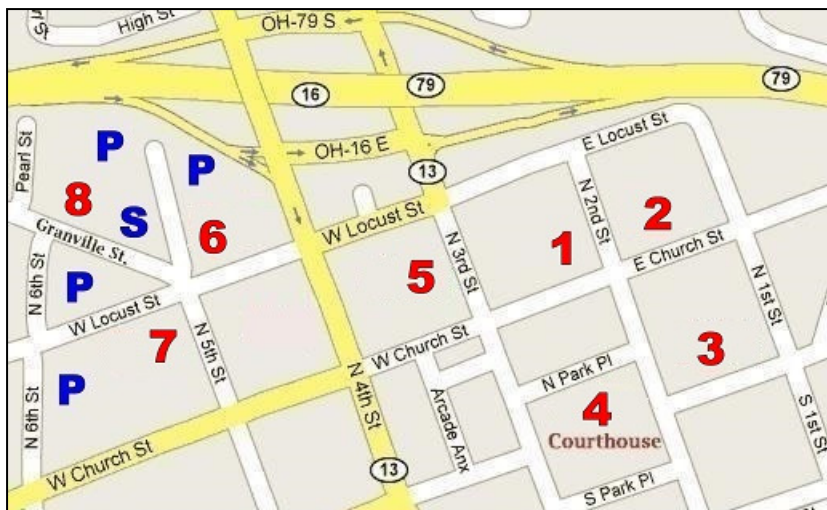 High St
OH-79 S
rl St
16
79
79
OH-16 E
E Locust St
P
P
13
Pearl St
8
S
6
N 2nd St
2
Granville St.
W Locust St
1
E Church St
N 3rd St
5
N 6th St
P
N 1st St
W Locust St
7
N 5th St
W Church St
3
N Park Pl
P
N 4th St
Arcade Anx
4
Courthouse
N 6th St
S 1st St
W Church St
13
S Park Pl